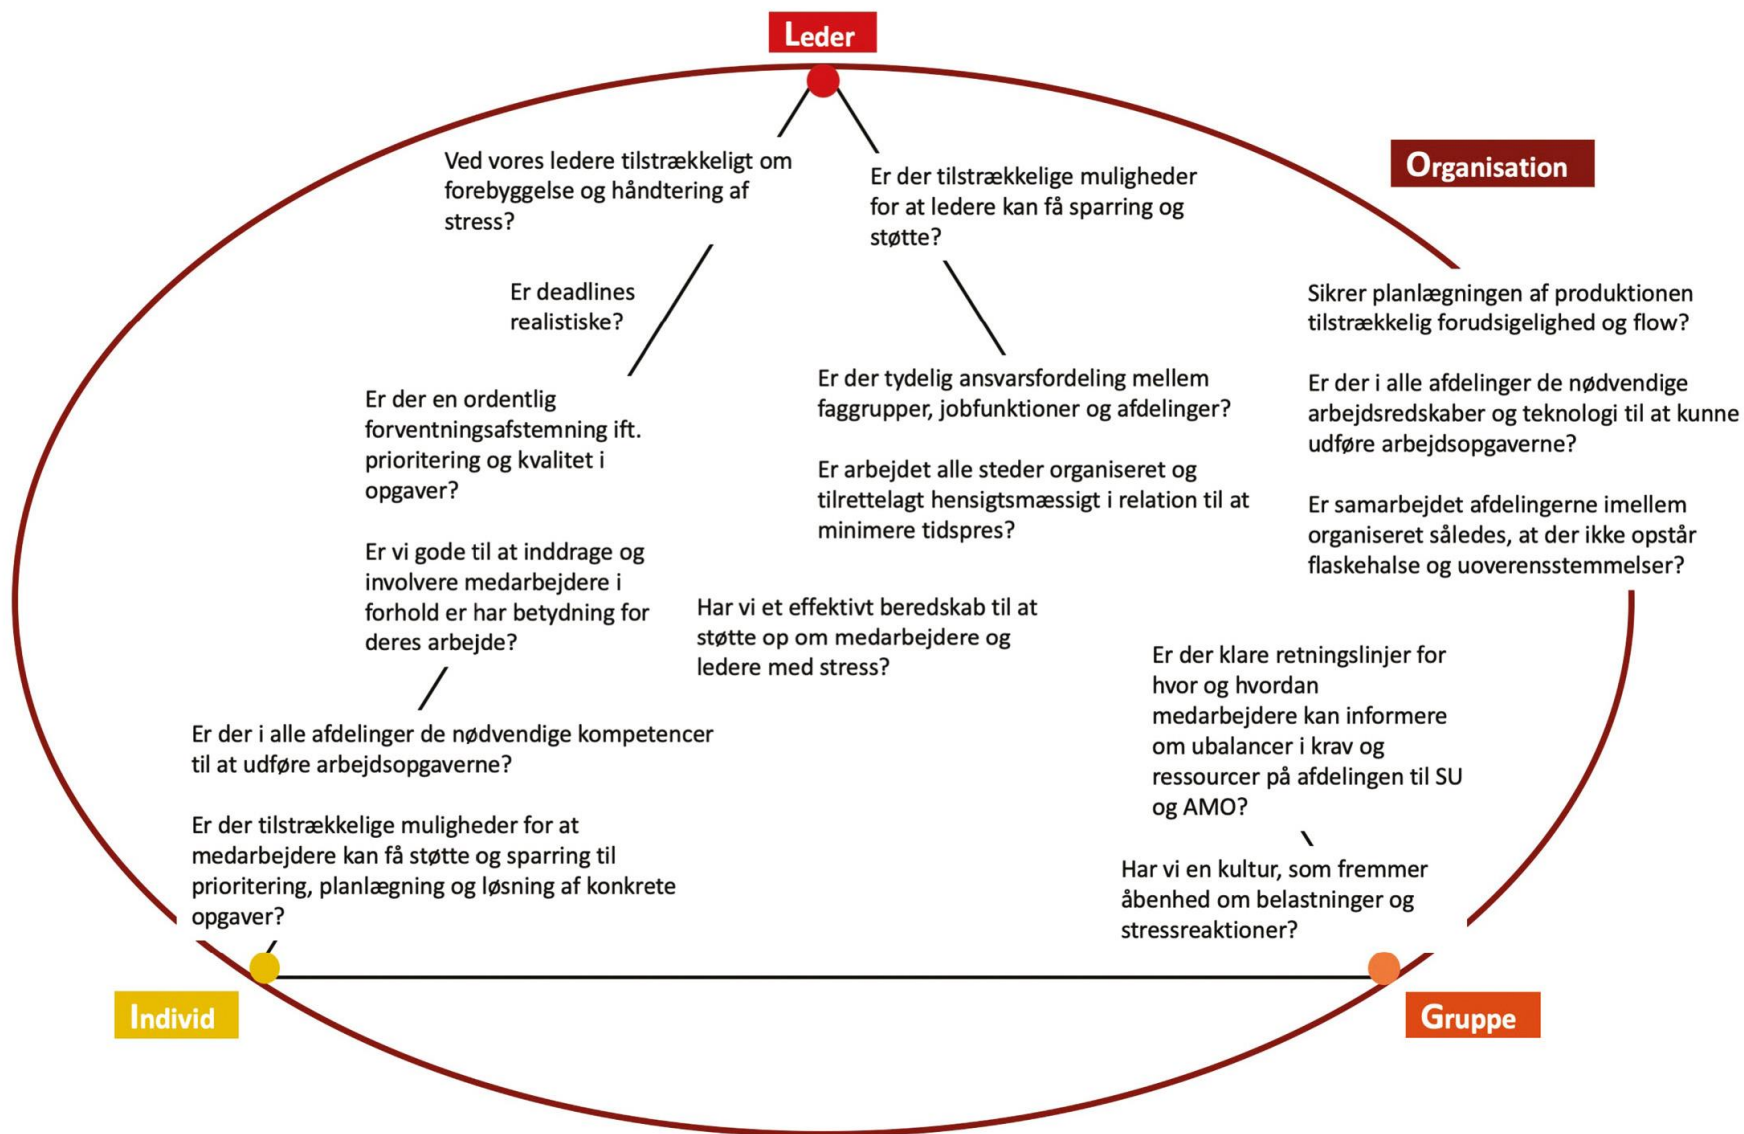 Leder
Organisation
Ved vores ledere tilstrækkeligt om
forebyggelse og håndtering af
stress?
Er der tilstrækkelige muligheder
for at ledere kan få sparring og
støtte?
Er deadlines
realistiske?
Sikrer planlægningen af produktionen
tilstrækkelig forudsigelighed og flow?
Er der i alle afdelinger de nødvendige
arbejdsredskaber og teknologi til at kunne
udføre arbejdsopgaverne?
Er samarbejdet afdelingerne imellem
organiseret således, at der ikke opstår
flaskehalse og uoverensstemmelser?
Er der tydelig ansvarsfordeling mellem
faggrupper, jobfunktioner og afdelinger?
Er arbejdet alle steder organiseret og
tilrettelagt hensigtsmæssigt i relation til at
minimere tidspres?
Er der en ordentlig
forventningsafstemning ift.
prioritering og kvalitet i
opgaver?
Er vi gode til at inddrage og
involvere medarbejdere i
forhold er har betydning for
deres arbejde?
Har vi et effektivt beredskab til at
støtte op om medarbejdere og
ledere med stress?
Er der klare retningslinjer for
hvor og hvordan
medarbejdere kan informere
om ubalancer i krav og
ressourcer på afdelingen til SU
og AMO?
Er der i alle afdelinger de nødvendige kompetencer
til at udføre arbejdsopgaverne?
Er der tilstrækkelige muligheder for at
medarbejdere kan få støtte og sparring til
prioritering, planlægning og løsning af konkrete
opgaver?
Har vi en kultur, som fremmer
åbenhed om belastninger og
stressreaktioner?
Individ
Gruppe